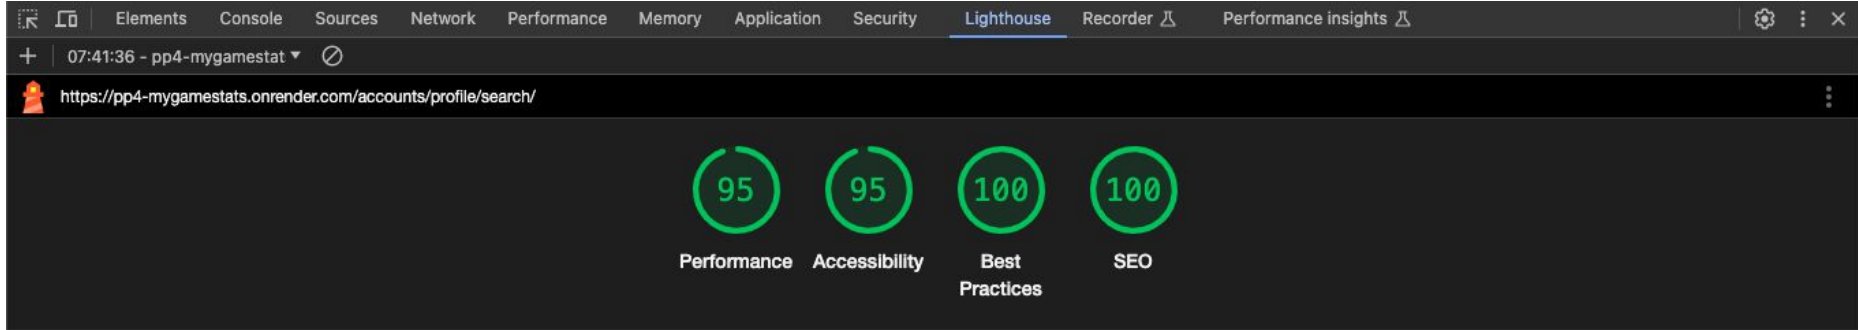 Elements Console Sources Network Performance Memory Application Security Lighthouse Recorder Performance insights
07:41:36 - pp4-mygamestat
https://pp4-mygamestats.onrender.com/accounts/profile/search/
95 95 100 100
Performance Accessibility Best Practices SEO